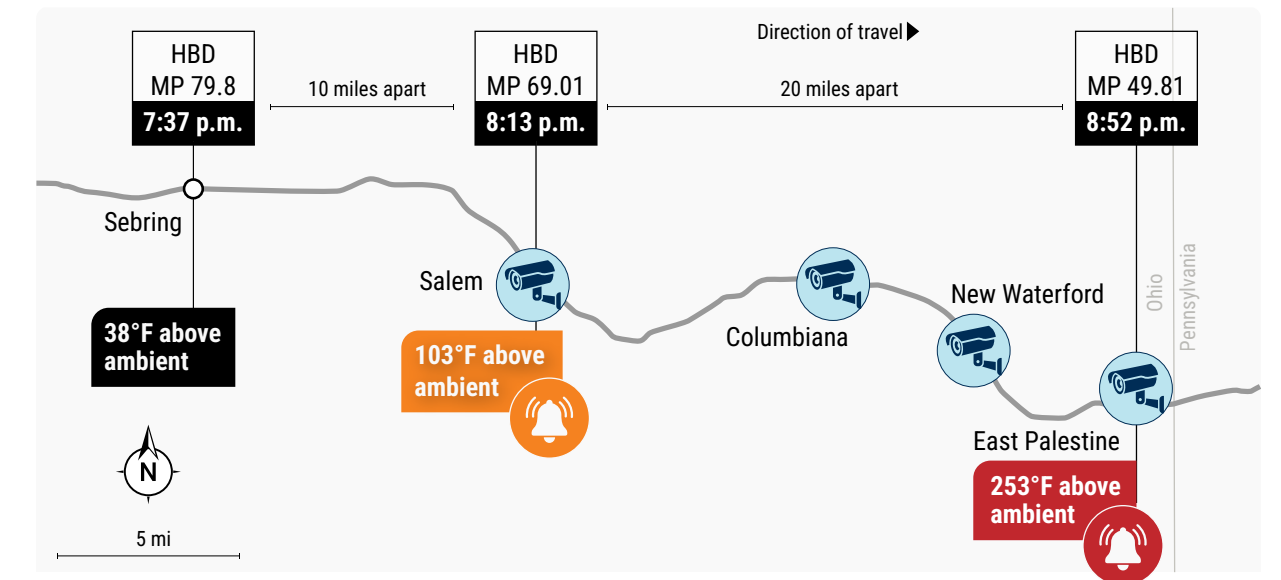 Direction of travel
HBD
MP 79.8
7:37 p.m.
10 miles apart
HBD
MP 69.01
8:13 p.m.
20 miles apart
HBD
MP 49.81
8:52 p.m.
Sebring
Salem
Columbiana
New Waterford
East Palestine
Ohio
Pennsylvania
38°F above
ambient
103°F above
ambient
253°F above
ambient
N
5 mi